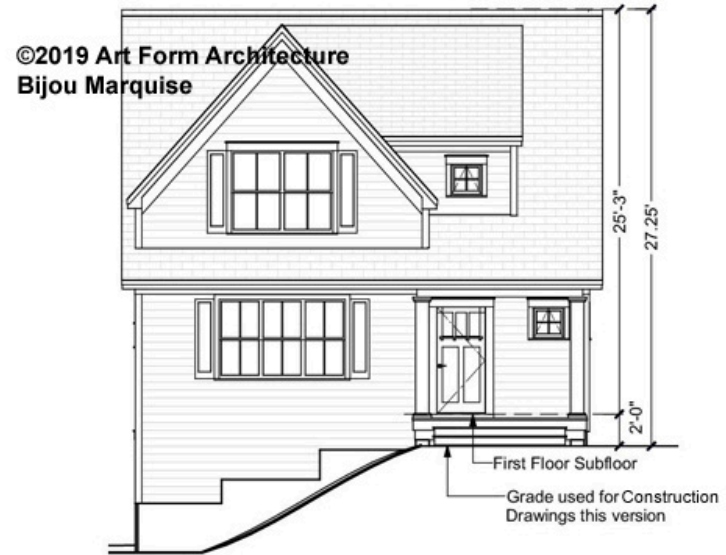 ©2019 Art Form Architecture
Bijou Marquise
25'-3"
27.25'
2'-0"
First Floor Subfloor
Grade used for Construction
Drawings this version